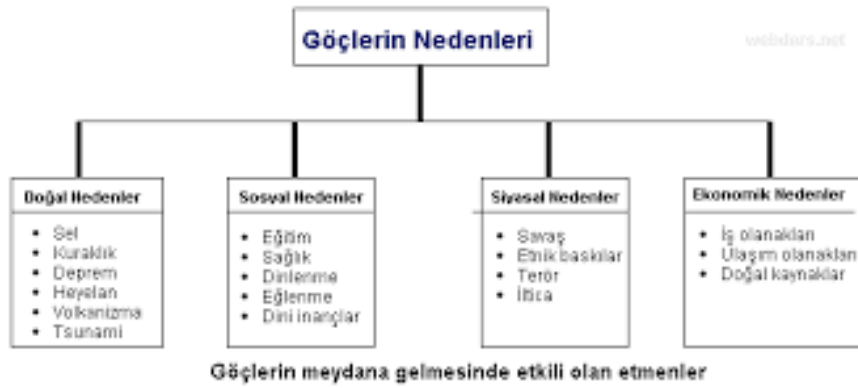 Göçlerin Nedenleri
webders.net
Doğal Nedenler
• Sel
• Kuraklık
• Deprem
• Heyelan
• Volkanizma
• Tsunami
Sosyal Nedenler
• Eğitim
• Sağlık
• Dinlenme
• Eğlenme
• Dini inançlar
Siyasal Nedenler
• Savaş
• Etnik baskılar
• Terör
• İltica
Ekonomik Nedenler
• İş olanakları
• Ulaşım olanakları
• Doğal kaynaklar
Göçlerin meydana gelmesinde etkili olan etmenler